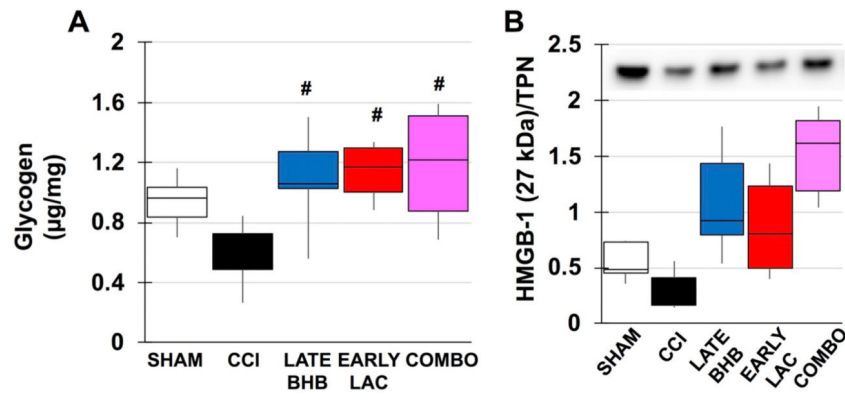 A
Glycogen
(µg/mg)
2
1.6
1.2
0.8
0.4
0
#
#
#
SHAM
CCI
LATE
BHB
EARLY
LAC
COMBO
B
HMGB-1 (27 kDa)/TPN
2.5
2
1.5
1
0.5
0
SHAM
CCI
LATE
BHB
EARLY
LAC
COMBO